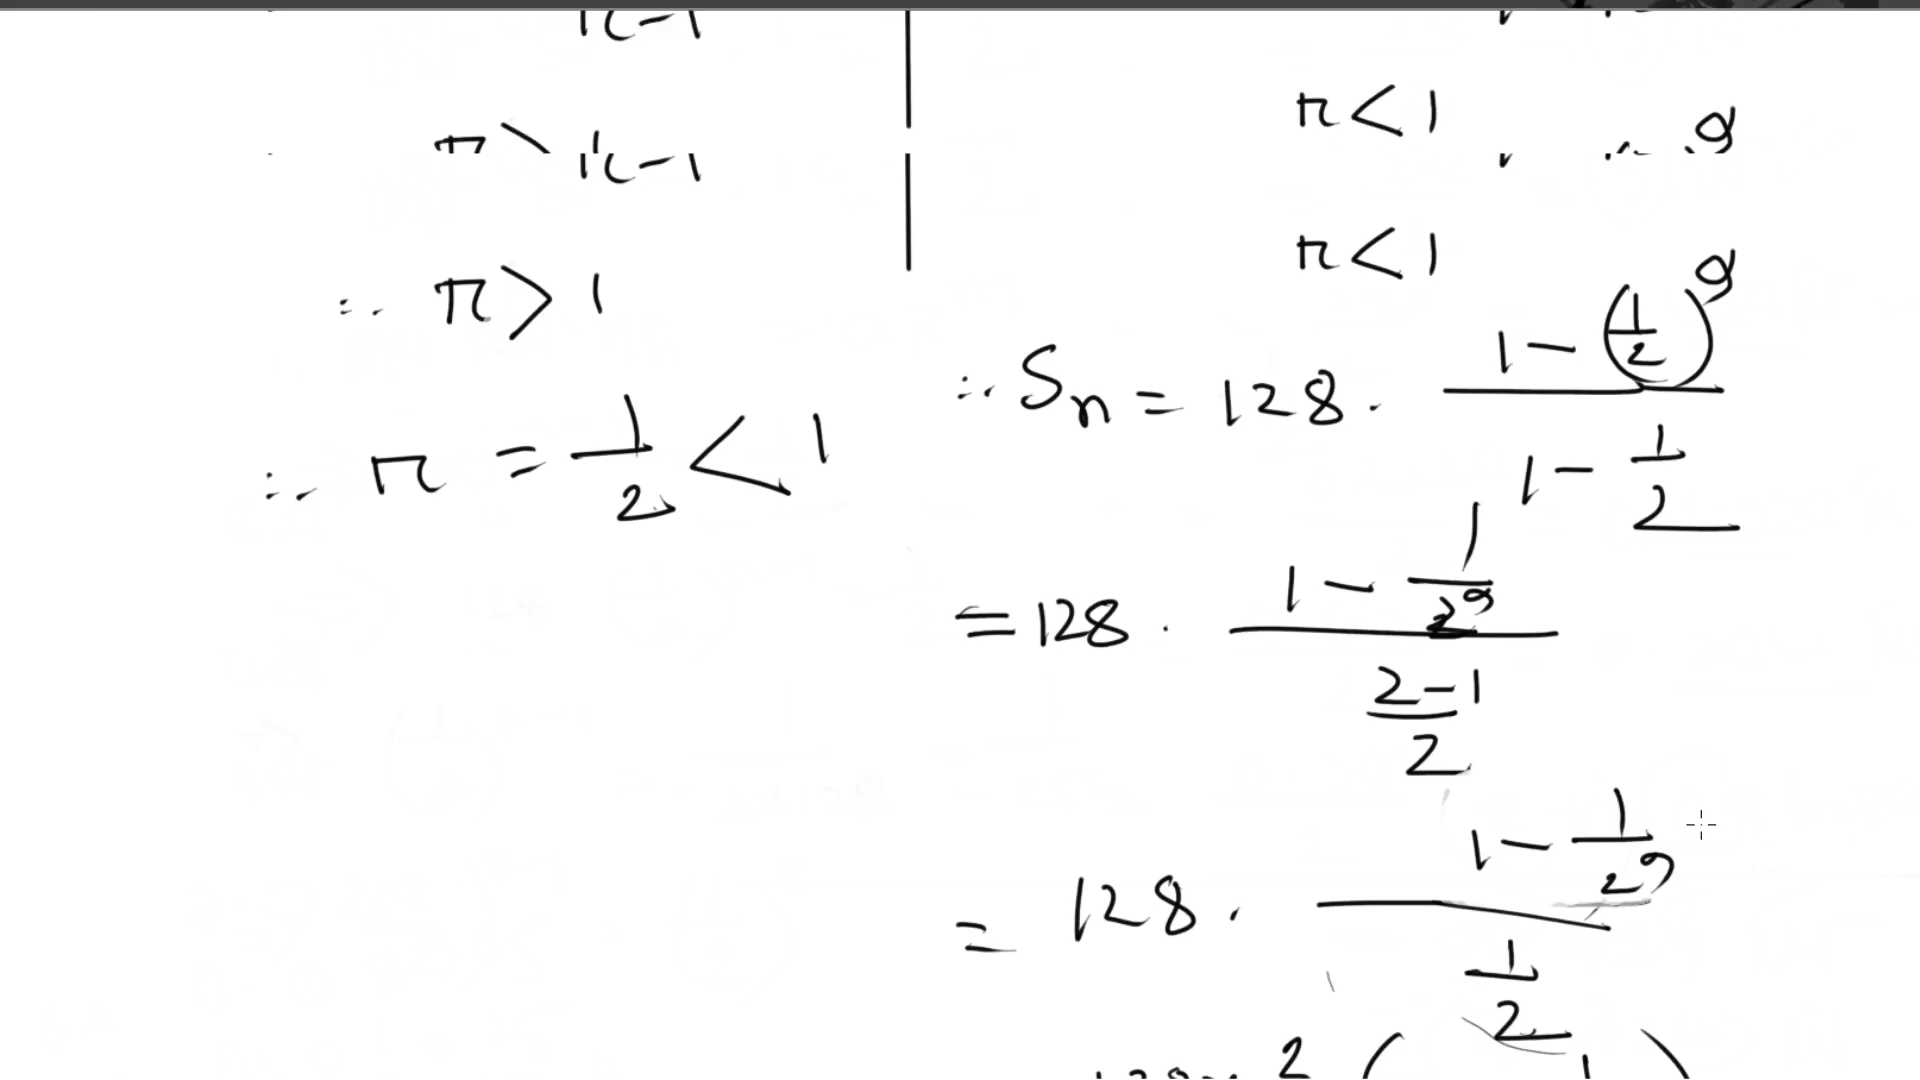 r-1
r < 1
r-1
r < 1
∴ r > 1
∴ r = 1/2 < 1
∴ Sn = 128 · (1 - (1/2)^9) / (1 - 1/2)
= 128 · (1 - 1/2^9) / ((2-1)/2)
= 128 · (1 - 1/2^9) / (1/2)